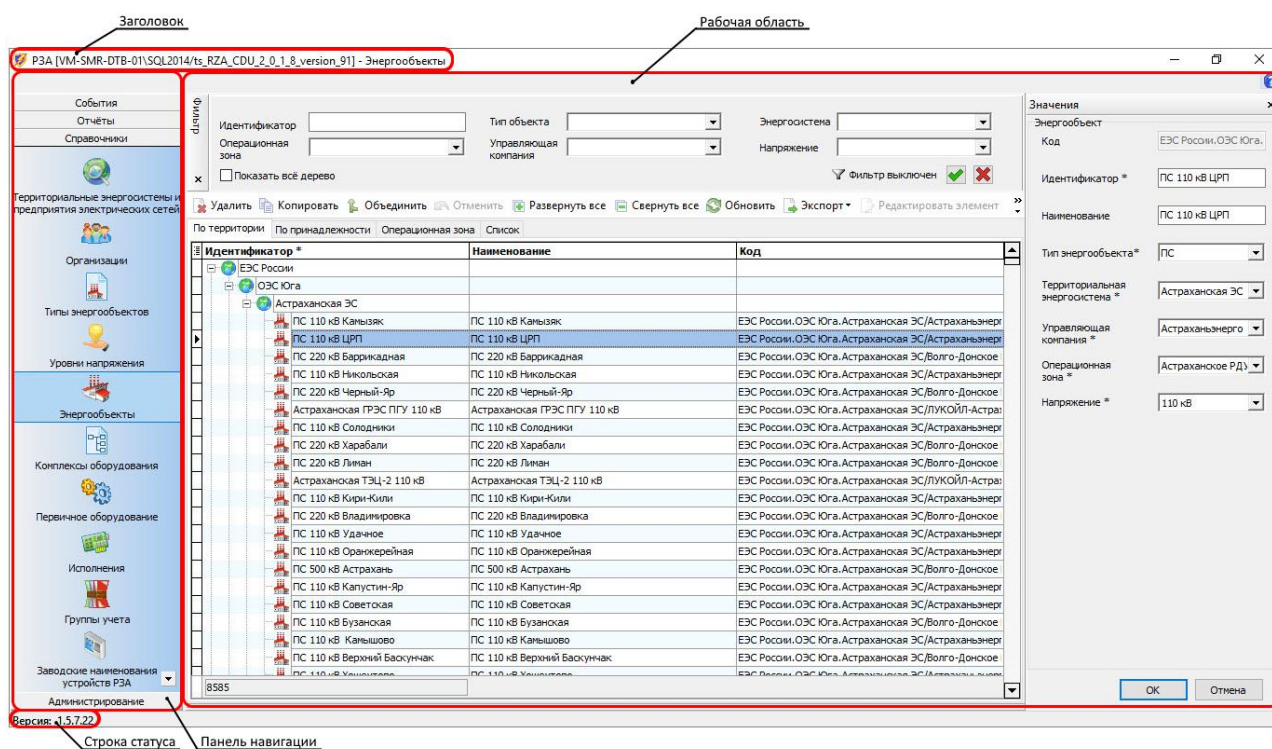 Заголовок
Рабочая область
РЗА [VM-SMR-DTB-01\SQL2014/ts_RZA_CDU_2_0_1_8_version_91] - Энергообъекты
События
Отчёты
Справочники
Территориальные энергосистемы и
предприятия электрических сетей
Организации
Типы энергообъектов
Уровни напряжения
Энергообъекты
Комплексы оборудования
Первичное оборудование
Исполнения
Группы учета
Заводские наименования
устройств РЗА
Администрирование
Фильтр
Идентификатор
Тип объекта
Энергосистема
Операционная
зона
Управляющая
компания
Напряжение
Показать всё дерево
Фильтр выключен
Удалить Копировать Объединить Отменить Развернуть все Свернуть все Обновить Экспорт Редактировать элемент
По территории По принадлежности Операционная зона Список
Идентификатор * Наименование Код
ЕЭС России
ОЭС Юга
Астраханская ЭС
ПС 110 кВ Камызяк ПС 110 кВ Камызяк ЕЭС России.ОЭС Юга.Астраханская ЭС/Астраханьэнерг
ПС 110 кВ ЦРП ПС 110 кВ ЦРП ЕЭС России.ОЭС Юга.Астраханская ЭС/Астраханьэнерг
ПС 220 кВ Баррикадная ПС 220 кВ Баррикадная ЕЭС России.ОЭС Юга.Астраханская ЭС/Волго-Донское
ПС 110 кВ Никольская ПС 110 кВ Никольская ЕЭС России.ОЭС Юга.Астраханская ЭС/Астраханьэнерг
ПС 220 кВ Черный-Яр ПС 220 кВ Черный-Яр ЕЭС России.ОЭС Юга.Астраханская ЭС/Волго-Донское
Астраханская ГРЭС ПГУ 110 кВ Астраханская ГРЭС ПГУ 110 кВ ЕЭС России.ОЭС Юга.Астраханская ЭС/ЛУКОЙЛ-Астрах
ПС 110 кВ Солодники ПС 110 кВ Солодники ЕЭС России.ОЭС Юга.Астраханская ЭС/Астраханьэнерг
ПС 220 кВ Харабали ПС 220 кВ Харабали ЕЭС России.ОЭС Юга.Астраханская ЭС/Волго-Донское
ПС 220 кВ Лиман ПС 220 кВ Лиман ЕЭС России.ОЭС Юга.Астраханская ЭС/Волго-Донское
Астраханская ТЭЦ-2 110 кВ Астраханская ТЭЦ-2 110 кВ ЕЭС России.ОЭС Юга.Астраханская ЭС/ЛУКОЙЛ-Астрах
ПС 110 кВ Кири-Кили ПС 110 кВ Кири-Кили ЕЭС России.ОЭС Юга.Астраханская ЭС/Астраханьэнерг
ПС 220 кВ Владимировка ПС 220 кВ Владимировка ЕЭС России.ОЭС Юга.Астраханская ЭС/Волго-Донское
ПС 110 кВ Удачное ПС 110 кВ Удачное ЕЭС России.ОЭС Юга.Астраханская ЭС/Астраханьэнерг
ПС 110 кВ Оранжерейная ПС 110 кВ Оранжерейная ЕЭС России.ОЭС Юга.Астраханская ЭС/Астраханьэнерг
ПС 500 кВ Астрахань ПС 500 кВ Астрахань ЕЭС России.ОЭС Юга.Астраханская ЭС/Волго-Донское
ПС 110 кВ Капустин-Яр ПС 110 кВ Капустин-Яр ЕЭС России.ОЭС Юга.Астраханская ЭС/Астраханьэнерг
ПС 110 кВ Советская ПС 110 кВ Советская ЕЭС России.ОЭС Юга.Астраханская ЭС/Астраханьэнерг
ПС 110 кВ Бузанская ПС 110 кВ Бузанская ЕЭС России.ОЭС Юга.Астраханская ЭС/Астраханьэнерг
ПС 110 кВ Камышово ПС 110 кВ Камышово ЕЭС России.ОЭС Юга.Астраханская ЭС/Астраханьэнерг
ПС 110 кВ Верхний Баскунчак ПС 110 кВ Верхний Баскунчак ЕЭС России.ОЭС Юга.Астраханская ЭС/Волго-Донское
8585
Значения
Энергообъект
Код ЕЭС России.ОЭС Юга.
Идентификатор * ПС 110 кВ ЦРП
Наименование ПС 110 кВ ЦРП
Тип энергообъекта* ПС
Территориальная
энергосистема * Астраханская ЭС
Управляющая
компания * Астраханьэнерго
Операционная
зона * Астраханское РДУ
Напряжение * 110 кВ
ОК Отмена
Версия: 1.5.7.22
Строка статуса
Панель навигации